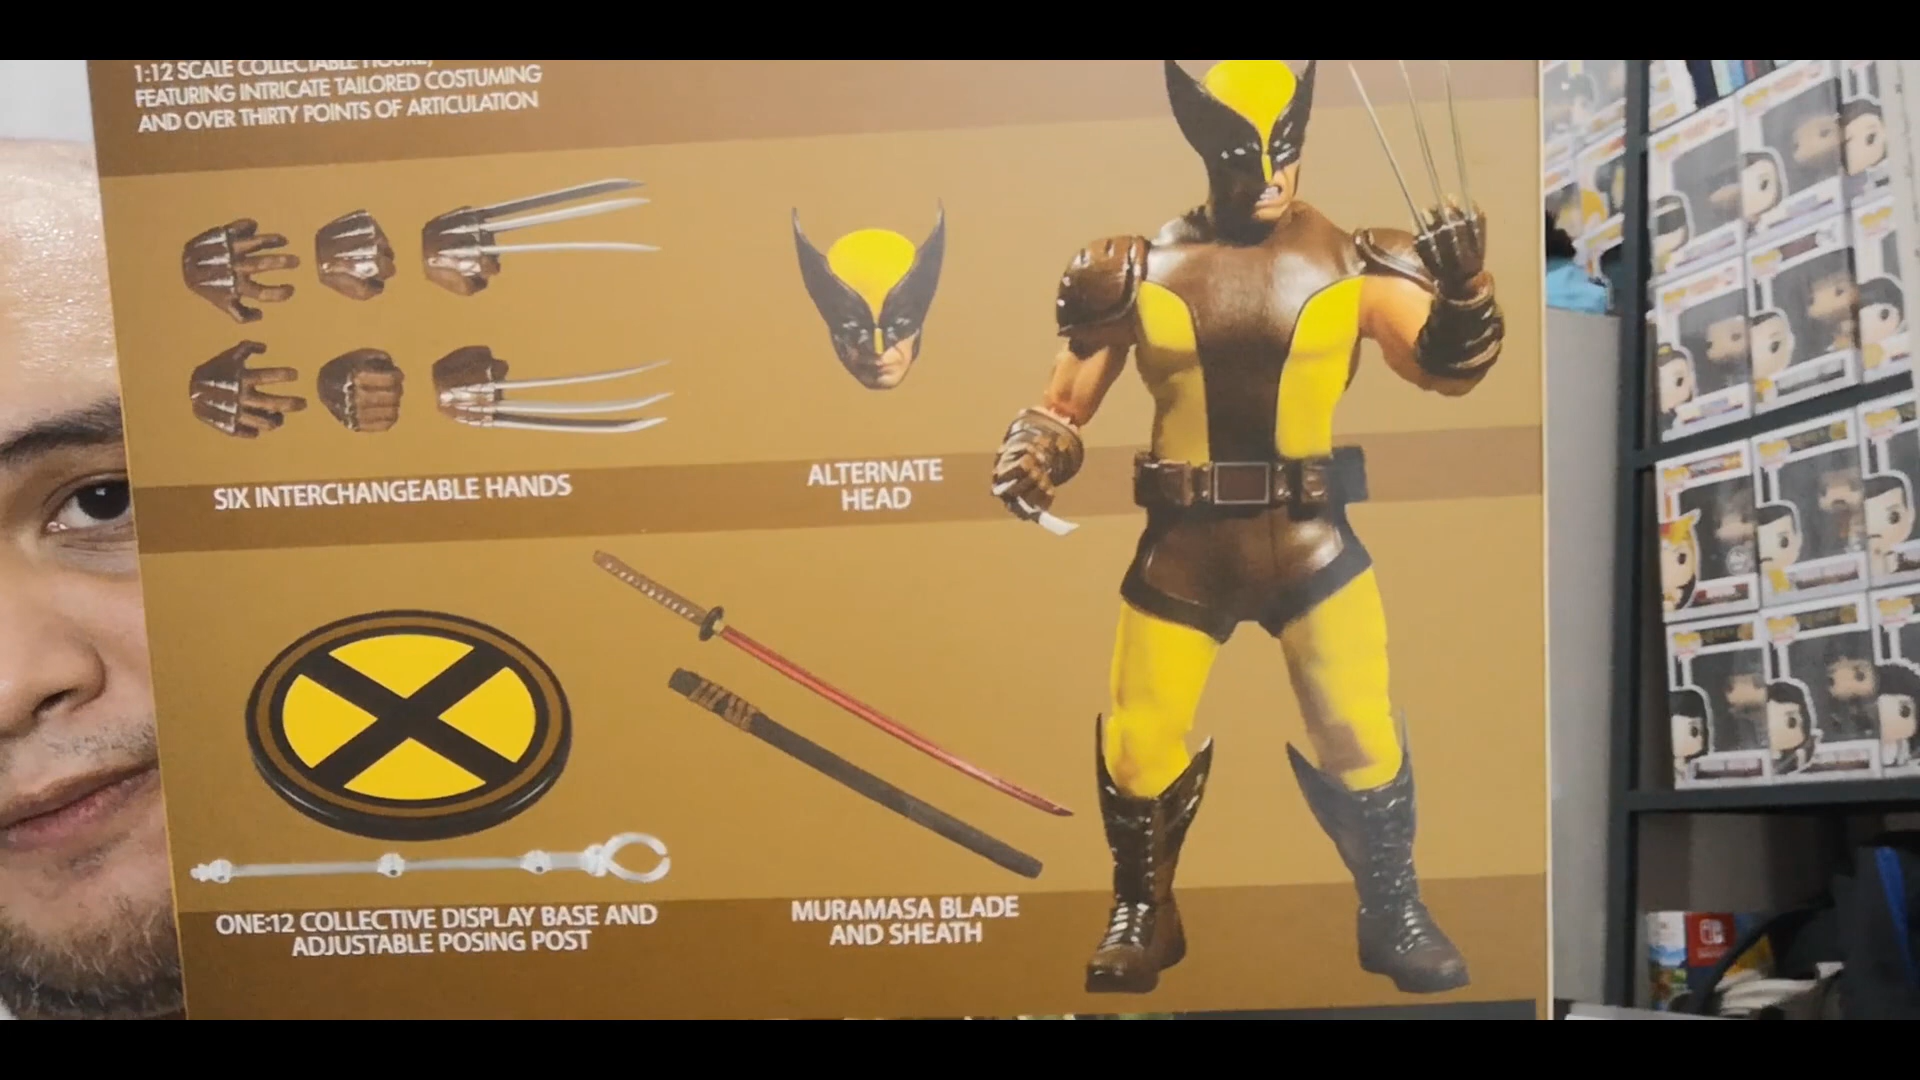 1:12 SCALE COLLECTABLE FIGURE,
FEATURING INTRICATE TAILORED COSTUMING
AND OVER THIRTY POINTS OF ARTICULATION
SIX INTERCHANGEABLE HANDS
ALTERNATE
HEAD
ONE:12 COLLECTIVE DISPLAY BASE AND
ADJUSTABLE POSING POST
MURAMASA BLADE
AND SHEATH